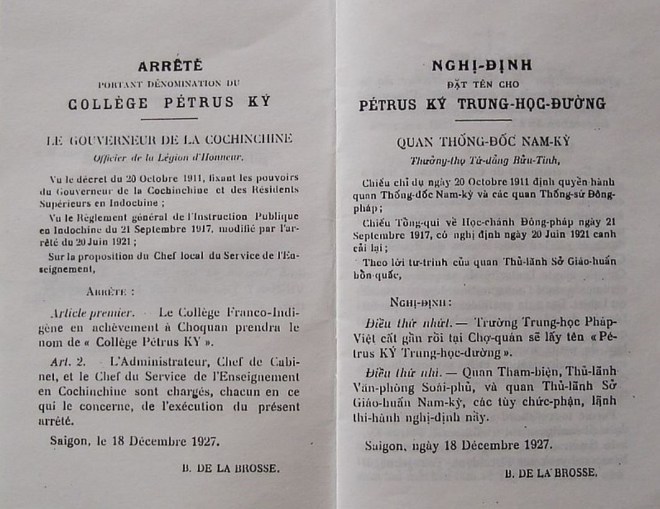 ARRÊTÉ
PORTANT DÉNOMINATION DU
COLLÈGE PÉTRUS KÝ
LE GOUVERNEUR DE LA COCHINCHINE
Officier de la Légion d'Honneur,
Vu le décret du 20 Octobre 1911, fixant les pouvoirs
du Gouverneur de la Cochinchine et des Résidents
Supérieurs en Indochine ;
Vu le Règlement général de l'Instruction Publique
en Indochine du 21 Septembre 1917, modifié par l'ar-
rêté du 20 Juin 1921 ;
Sur la proposition du Chef local du Service de l'En-
seignement,
ARRÊTE :
Article premier. — Le Collège Franco-Indi-
gène en achèvement à Choquan prendra le
nom de « Collège Pétrus KY ».
Art. 2. — L'Administrateur, Chef de Cabi-
net, et le Chef du Service de l'Enseignement
en Cochinchine sont chargés, chacun en ce
qui le concerne, de l'exécution du présent
arrêté.
Saigon, le 18 Décembre 1927.
B. DE LA BROSSE.
NGHỊ-ĐỊNH
ĐẶT TÊN CHO
PÉTRUS KÝ TRUNG-HỌC-ĐƯỜNG
QUAN THỐNG-ĐỐC NAM-KỲ
Thưởng-thọ Tứ-đẳng Bửu-Tinh,
Chiếu chỉ dụ ngày 20 Octobre 1911 định quyền hành
quan Thống-đốc Nam-kỳ và các quan Thống-sứ Đông-
pháp ;
Chiếu Tổng-qui về Học-chánh Đông-pháp ngày 21
Septembre 1917, có nghị định ngày 20 Juin 1921 canh
cải lại ;
Theo lời tư-trình của quan Thủ-lãnh Sở Giáo-huấn
bổn quốc,
NGHỊ-ĐỊNH :
Điều thứ nhứt. — Trường Trung-học Pháp-
Việt cất gần rồi tại Chợ-quán sẽ lấy tên « Pé-
trus KÝ Trung-học-đường ».
Điều thứ nhì. — Quan Tham-biện, Thủ-lãnh
Văn-phòng Soái-phủ, và quan Thủ-lãnh Sở
Giáo-huấn Nam-kỳ, các tùy chức-phận, lãnh
thi-hành nghị-định nầy.
Saigon, ngày 18 Décembre 1927.
B. DE LA BROSSE.